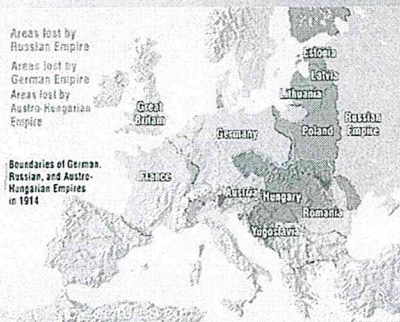 Areas lost by
Russian Empire
Areas lost by
German Empire
Areas lost by
Austro-Hungarian
Empire
Boundaries of German,
Russian, and Austro-
Hungarian Empires
in 1914
Estonia
Latvia
Lithuania
Great
Britain
Germany
Poland
Russian
Empire
France
Austria
Hungary
Romania
Yugoslavia